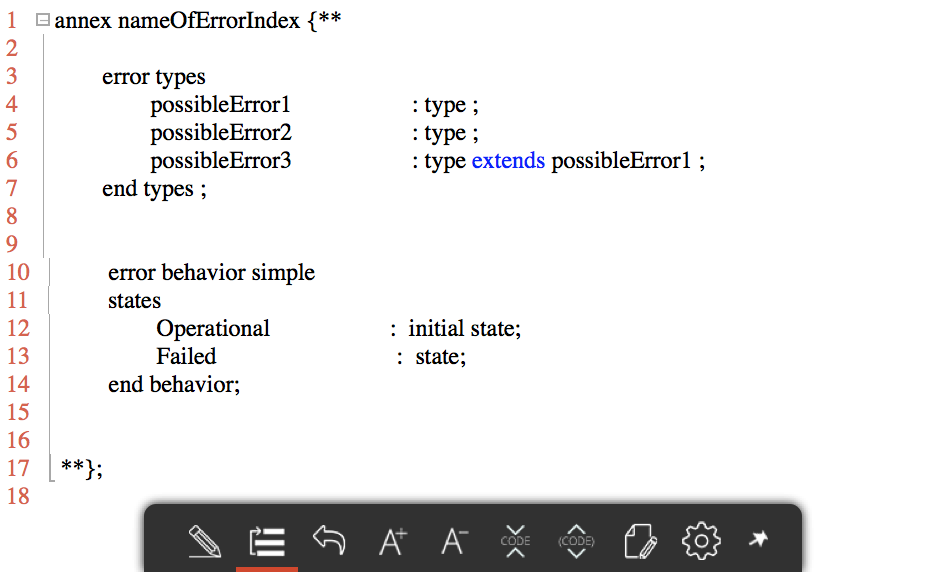 1 annex nameOfErrorIndex {**
2
3 error types
4 possibleError1 : type ;
5 possibleError2 : type ;
6 possibleError3 : type extends possibleError1 ;
7 end types ;
8
9
10 error behavior simple
11 states
12 Operational : initial state;
13 Failed : state;
14 end behavior;
15
16
17 **};
18
A+ A- CODE (CODE)